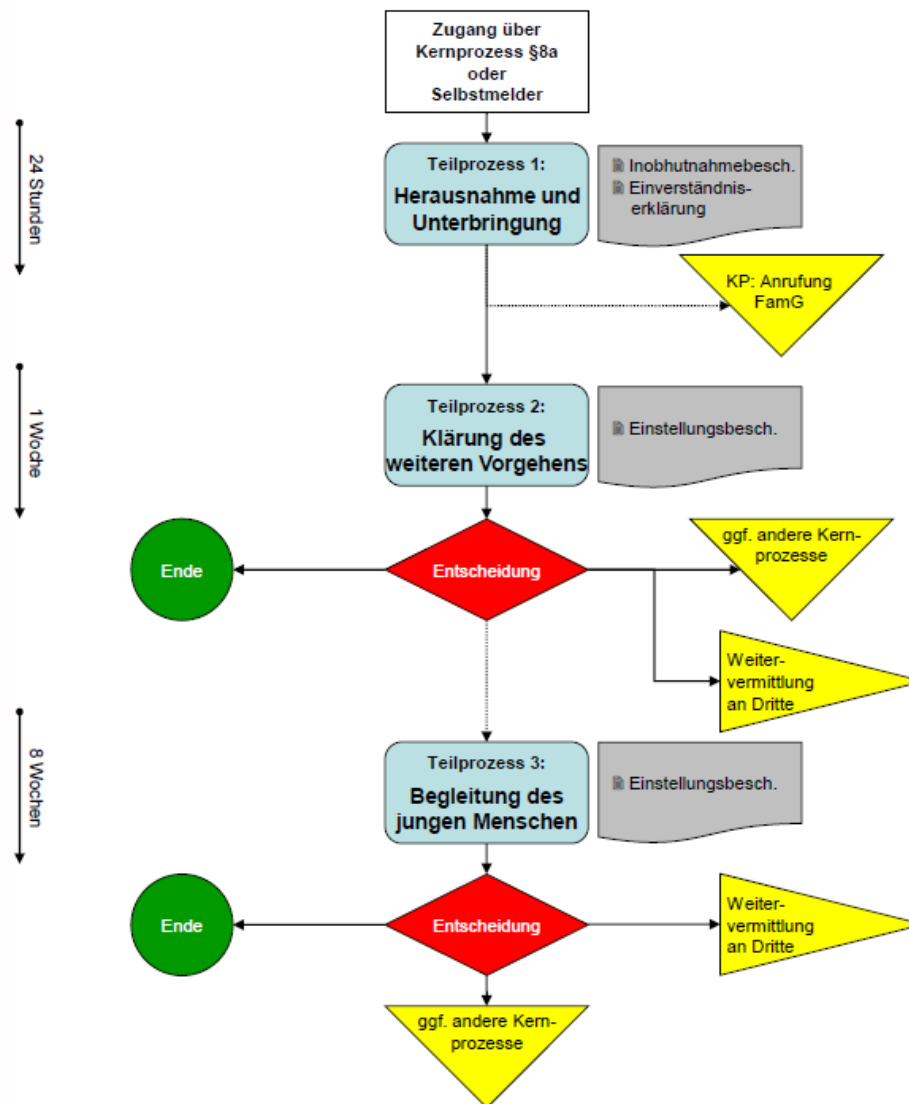 Zugang über
Kernprozess §8a
oder
Selbstmelder
24 Stunden
Teilprozess 1:
Herausnahme und
Unterbringung
Inobhutnahmebesch.
Einverständnis-
erklärung
KP: Anrufung
FamG
1 Woche
Teilprozess 2:
Klärung des
weiteren Vorgehens
Einstellungsbesch.
Ende
Entscheidung
ggf. andere Kern-
prozesse
Weiter-
vermittlung
an Dritte
8 Wochen
Teilprozess 3:
Begleitung des
jungen Menschen
Einstellungsbesch.
Ende
Entscheidung
Weiter-
vermittlung
an Dritte
ggf. andere Kern-
prozesse